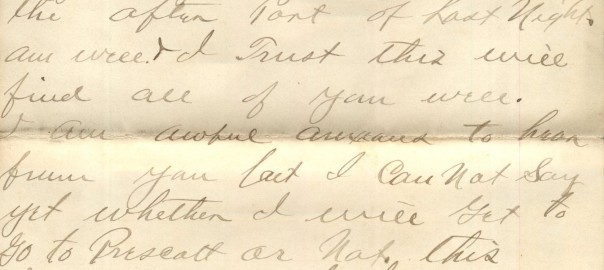 the after Part of Last Night.
am well. & I Trust this will
find all of you well.
I am awful anxious to hear
from you but I Can Not Say
yet whether I will Get to
go to Prescott or Not. this